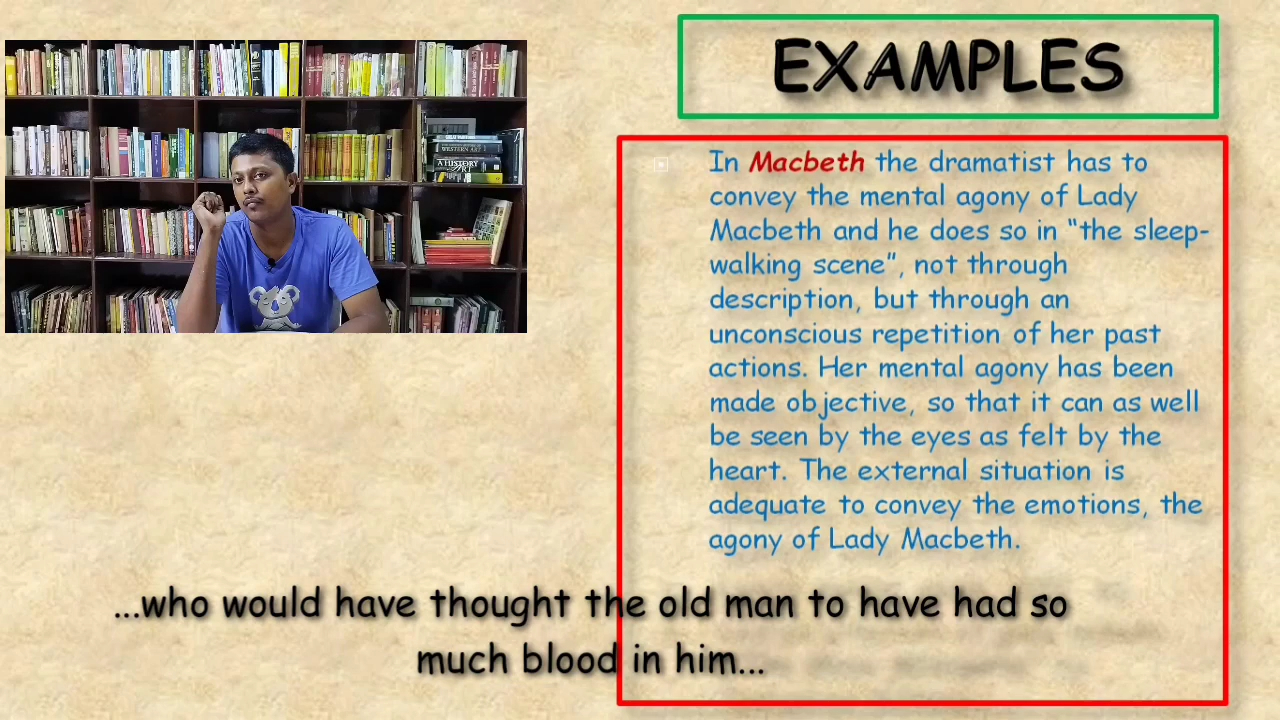 EXAMPLES
In Macbeth the dramatist has to
convey the mental agony of Lady
Macbeth and he does so in “the sleep-
walking scene”, not through
description, but through an
unconscious repetition of her past
actions. Her mental agony has been
made objective, so that it can as well
be seen by the eyes as felt by the
heart. The external situation is
adequate to convey the emotions, the
agony of Lady Macbeth.
...who would have thought the old man to have had so
much blood in him...
WESTERN ART
A HISTORY